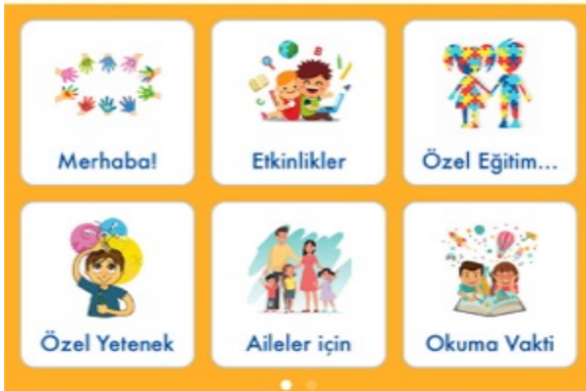 Merhaba!
Etkinlikler
Özel Eğitim...
Özel Yetenek
Aileler için
Okuma Vakti